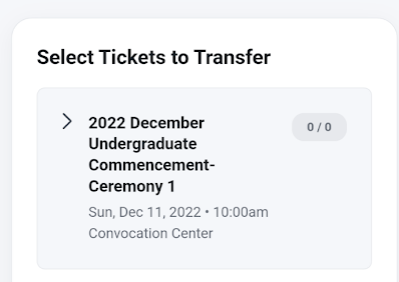 Select Tickets to Transfer
2022 December
0 / 0
Undergraduate
Commencement-
Ceremony 1
Sun, Dec 11, 2022 • 10:00am
Convocation Center